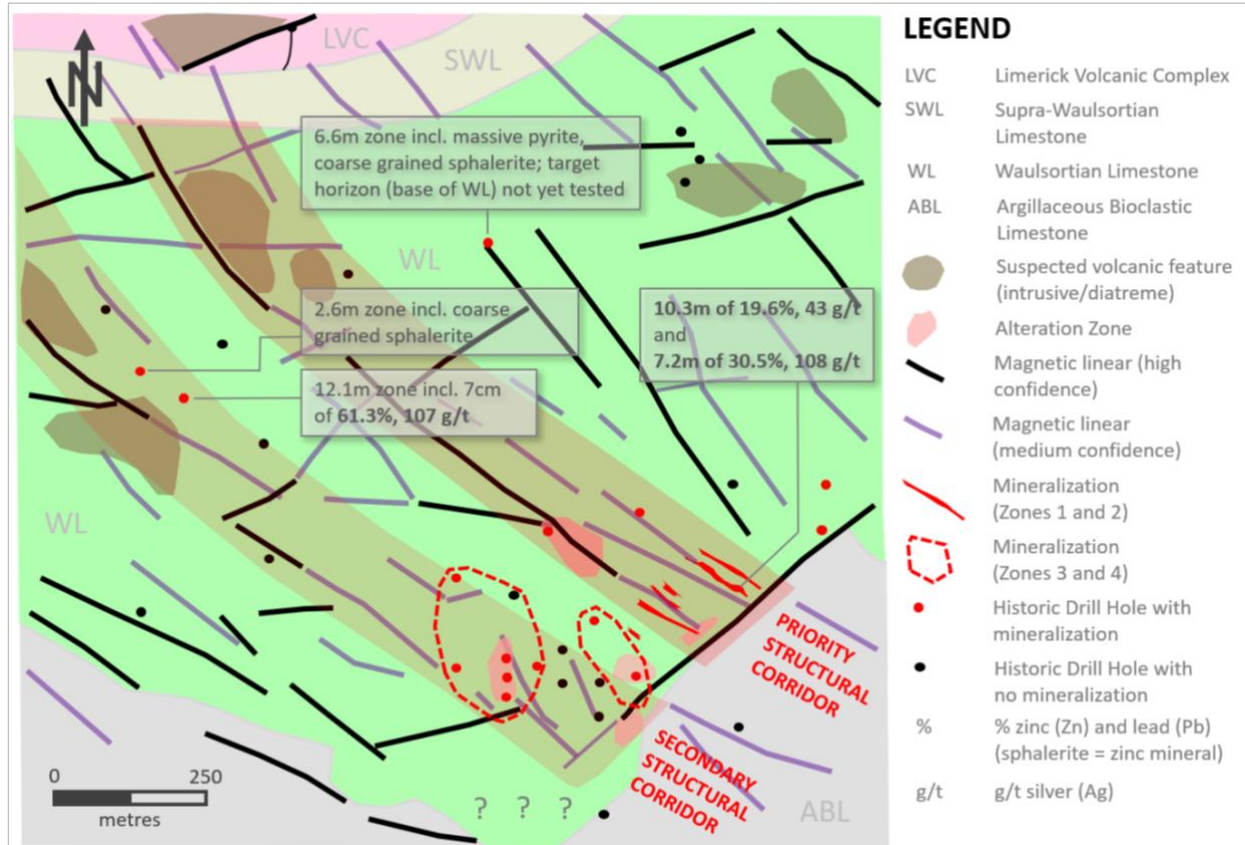 N
LVC
SWL
6.6m zone incl. massive pyrite,
coarse grained sphalerite; target
horizon (base of WL) not yet tested
WL
2.6m zone incl. coarse
grained sphalerite
12.1m zone incl. 7cm
of 61.3%, 107 g/t
10.3m of 19.6%, 43 g/t
and
7.2m of 30.5%, 108 g/t
WL
PRIORITY
STRUCTURAL
CORRIDOR
SECONDARY
STRUCTURAL
CORRIDOR
0 250
metres
? ? ?
ABL
LEGEND
LVC Limerick Volcanic Complex
SWL Supra-Waulsortian
Limestone
WL Waulsortian Limestone
ABL Argillaceous Bioclastic
Limestone
Suspected volcanic feature
(intrusive/diatreme)
Alteration Zone
Magnetic linear (high
confidence)
Magnetic linear
(medium confidence)
Mineralization
(Zones 1 and 2)
Mineralization
(Zones 3 and 4)
Historic Drill Hole with
mineralization
Historic Drill Hole with
no mineralization
% % zinc (Zn) and lead (Pb)
(sphalerite = zinc mineral)
g/t g/t silver (Ag)